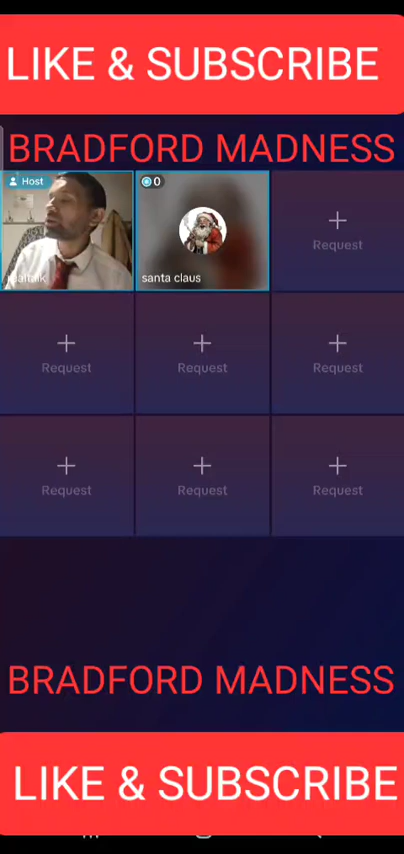 LIKE & SUBSCRIBE
BRADFORD MADNESS
Host
0
santa claus
Request
Request
Request
Request
Request
Request
Request
BRADFORD MADNESS
LIKE & SUBSCRIBE